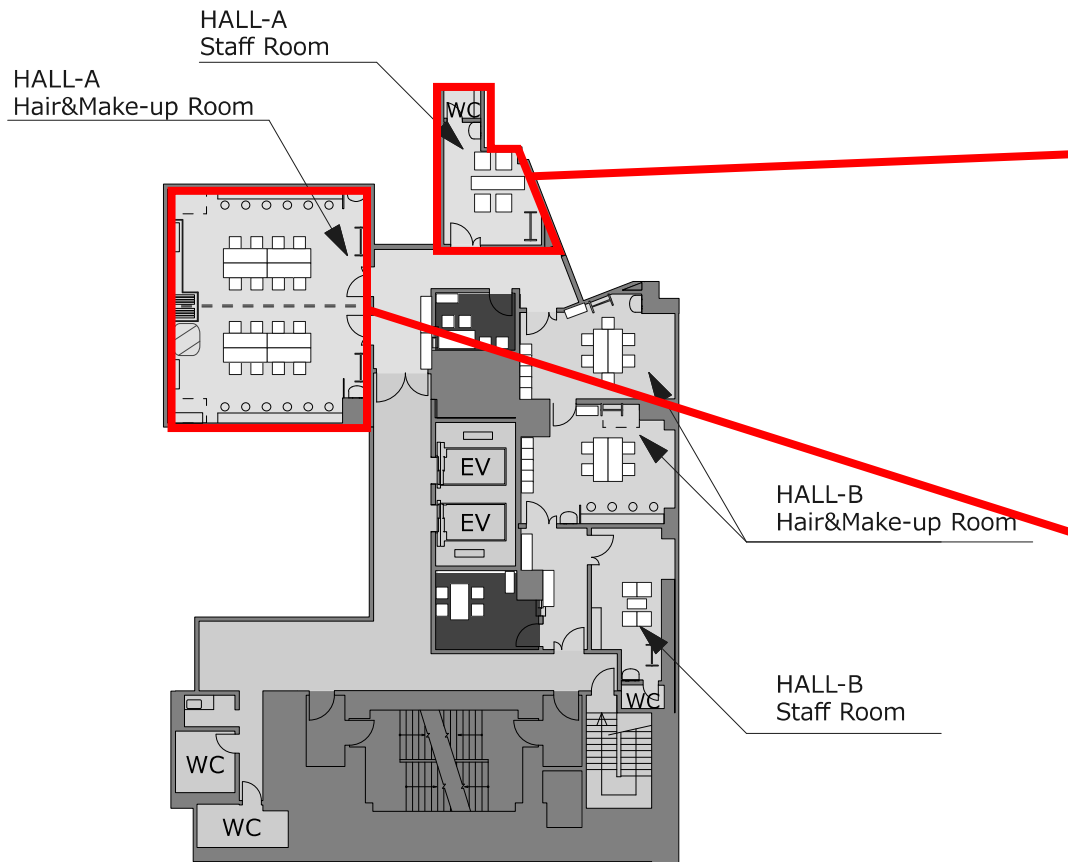 HALL-A
Staff Room
HALL-A
Hair&Make-up Room
WC
EV
EV
HALL-B
Hair&Make-up Room
HALL-B
Staff Room
WC
WC
WC